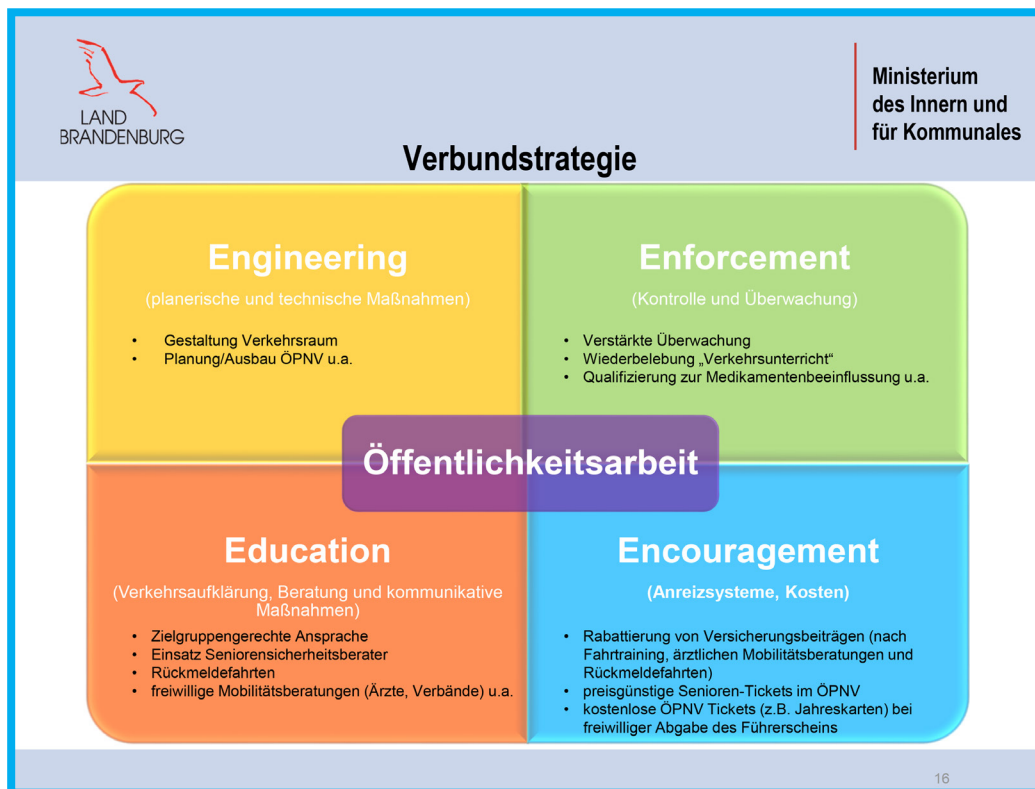 LAND
BRANDENBURG
Ministerium
des Innern und
für Kommunales
Verbundstrategie
Engineering
(planerische und technische Maßnahmen)
• Gestaltung Verkehrsraum
• Planung/Ausbau ÖPNV u.a.
Enforcement
(Kontrolle und Überwachung)
• Verstärkte Überwachung
• Wiederbelebung „Verkehrsunterricht“
• Qualifizierung zur Medikamentenbeeinflussung u.a.
Öffentlichkeitsarbeit
Education
(Verkehrsaufklärung, Beratung und kommunikative
Maßnahmen)
• Zielgruppengerechte Ansprache
• Einsatz Seniorensicherheitsberater
• Rückmeldefahrten
• freiwillige Mobilitätsberatungen (Ärzte, Verbände) u.a.
Encouragement
(Anreizsysteme, Kosten)
• Rabattierung von Versicherungsbeiträgen (nach
Fahrtraining, ärztlichen Mobilitätsberatungen und
Rückmeldefahrten)
• preisgünstige Senioren-Tickets im ÖPNV
• kostenlose ÖPNV Tickets (z.B. Jahreskarten) bei
freiwilliger Abgabe des Führerscheins
16